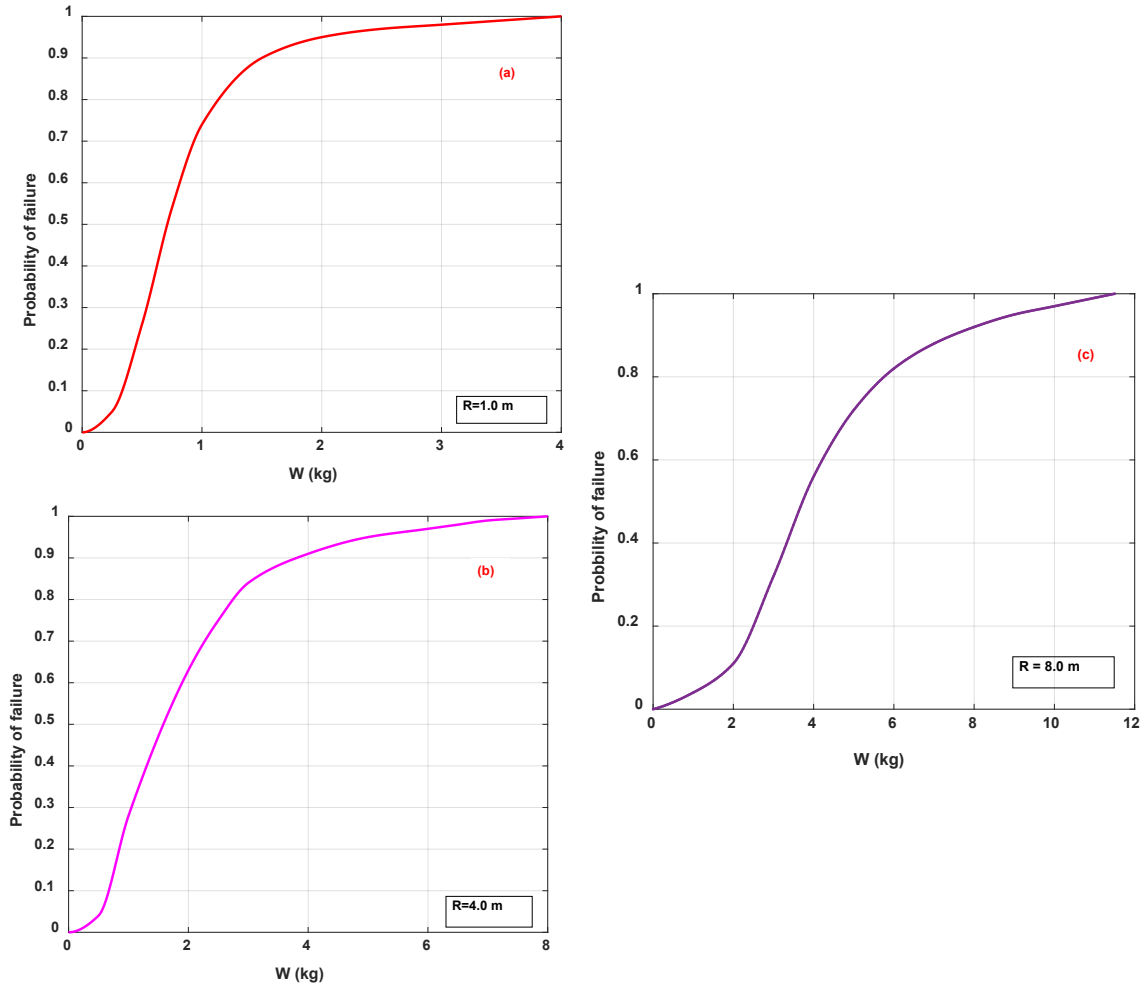 1
0.9
0.8
0.7
0.6
0.5
0.4
0.3
0.2
0.1
0
Probability of failure
(a)
R=1.0 m
0 1 2 3 4
W (kg)
1
0.9
0.8
0.7
0.6
0.5
0.4
0.3
0.2
0.1
0
Probability of failure
(b)
R=4.0 m
0 2 4 6 8
W (kg)
1
0.8
0.6
0.4
0.2
0
Probbility of failure
(c)
R = 8.0 m
0 2 4 6 8 10 12
W (kg)